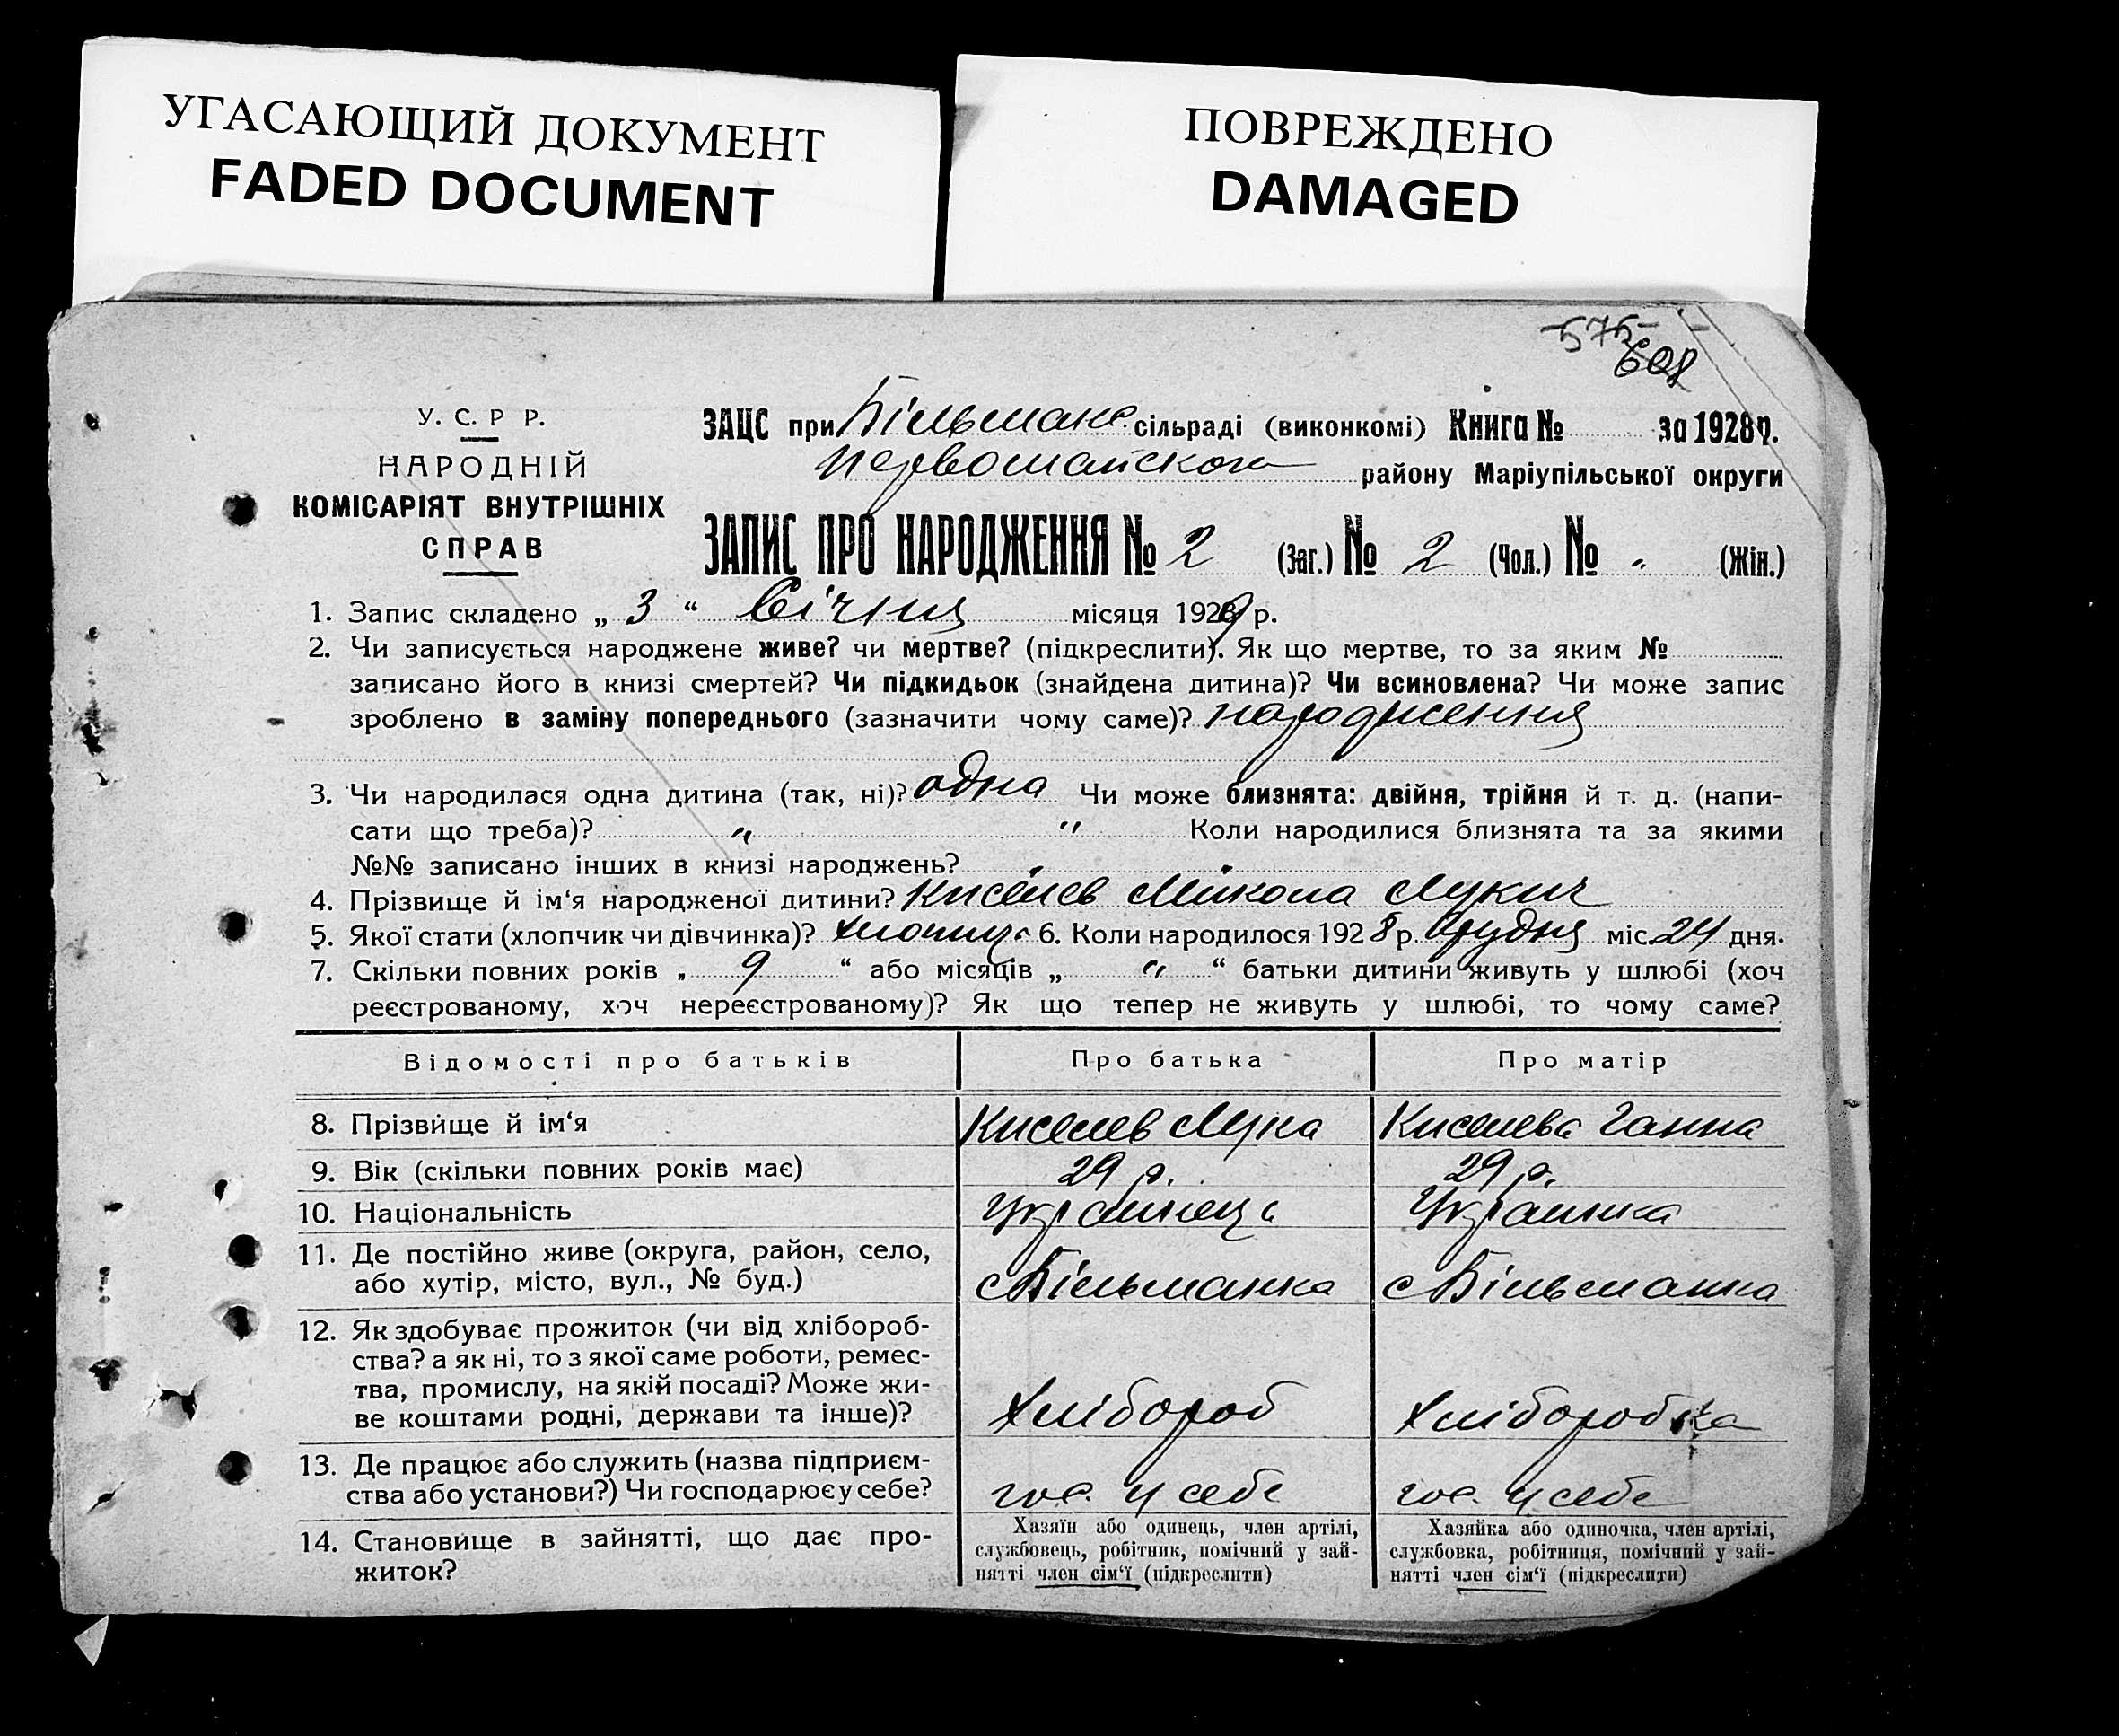 УГАСАЮЩИЙ ДОКУМЕНТ
FADED DOCUMENT
ПОВРЕЖДЕНО
DAMAGED
575
608
У. С. Р Р.
НАРОДНІЙ
КОМІСАРІЯТ ВНУТРІШНІХ
СПРАВ
ЗАЦС при Більманс. сільраді (виконкомі) Книга № за 1928 р.
Первомайского району Маріупільської округи
ЗАПИС ПРО НАРОДЖЕННЯ № 2 (Заг.) № 2 (Чол.) № „ (Жін.)
1. Запис складено „ 3 “ Січня місяця 1929 р.
2. Чи записується народжене живе? чи мертве? (підкреслити). Як що мертве, то за яким №
записано його в книзі смертей? Чи підкидьок (знайдена дитина)? Чи всиновлена? Чи може запис
зроблено в заміну попереднього (зазначити чому саме)? народження
3. Чи народилася одна дитина (так, ні)? одна Чи може близнята: двійня, трійня й т. д. (напи-
сати що треба)? „ „ Коли народилися близнята та за якими
№№ записано інших в книзі народжень?
4. Прізвище й ім‘я народженої дитини? Киселев Микола Лукич
5. Якої стати (хлопчик чи дівчинка)? хлопчик 6. Коли народилося 1928 р. Грудня міс. 24 дня.
7. Скільки повних років „ 9 “ або місяців „ „ “ батьки дитини живуть у шлюбі (хоч
реєстрованому, хоч нереєстрованому)? Як що тепер не живуть у шлюбі, то чому саме?
Відомості про батьків Про батька Про матір
8. Прізвище й ім‘я Киселев Лука Киселева Ганна
9. Вік (скільки повних років має) 29 р. 29 р.
10. Національність Українець Українка
11. Де постійно живе (округа, район, село,
або хутір, місто, вул., № буд.) с Більманка с Більманка
12. Як здобуває прожиток (чи від хлібороб-
ства? а як ні, то з якої саме роботи, ремес-
тва, промислу, на якій посаді? Може жи-
ве коштами родні, держави та інше)? Хлібороб Хліборобка
13. Де працює або служить (назва підприєм-
ства або установи?) Чи господарює у себе? гос. у себе гос. у себе
14. Становище в зайнятті, що дає про-
житок?
Хазяїн або одинець, член артілі,
службовець, робітник, помічний у зай-
нятті член сім‘ї (підкреслити)
Хазяйка або одиночка, член артілі,
службовка, робітниця, помічний у зай-
нятті член сім‘ї (підкреслити)